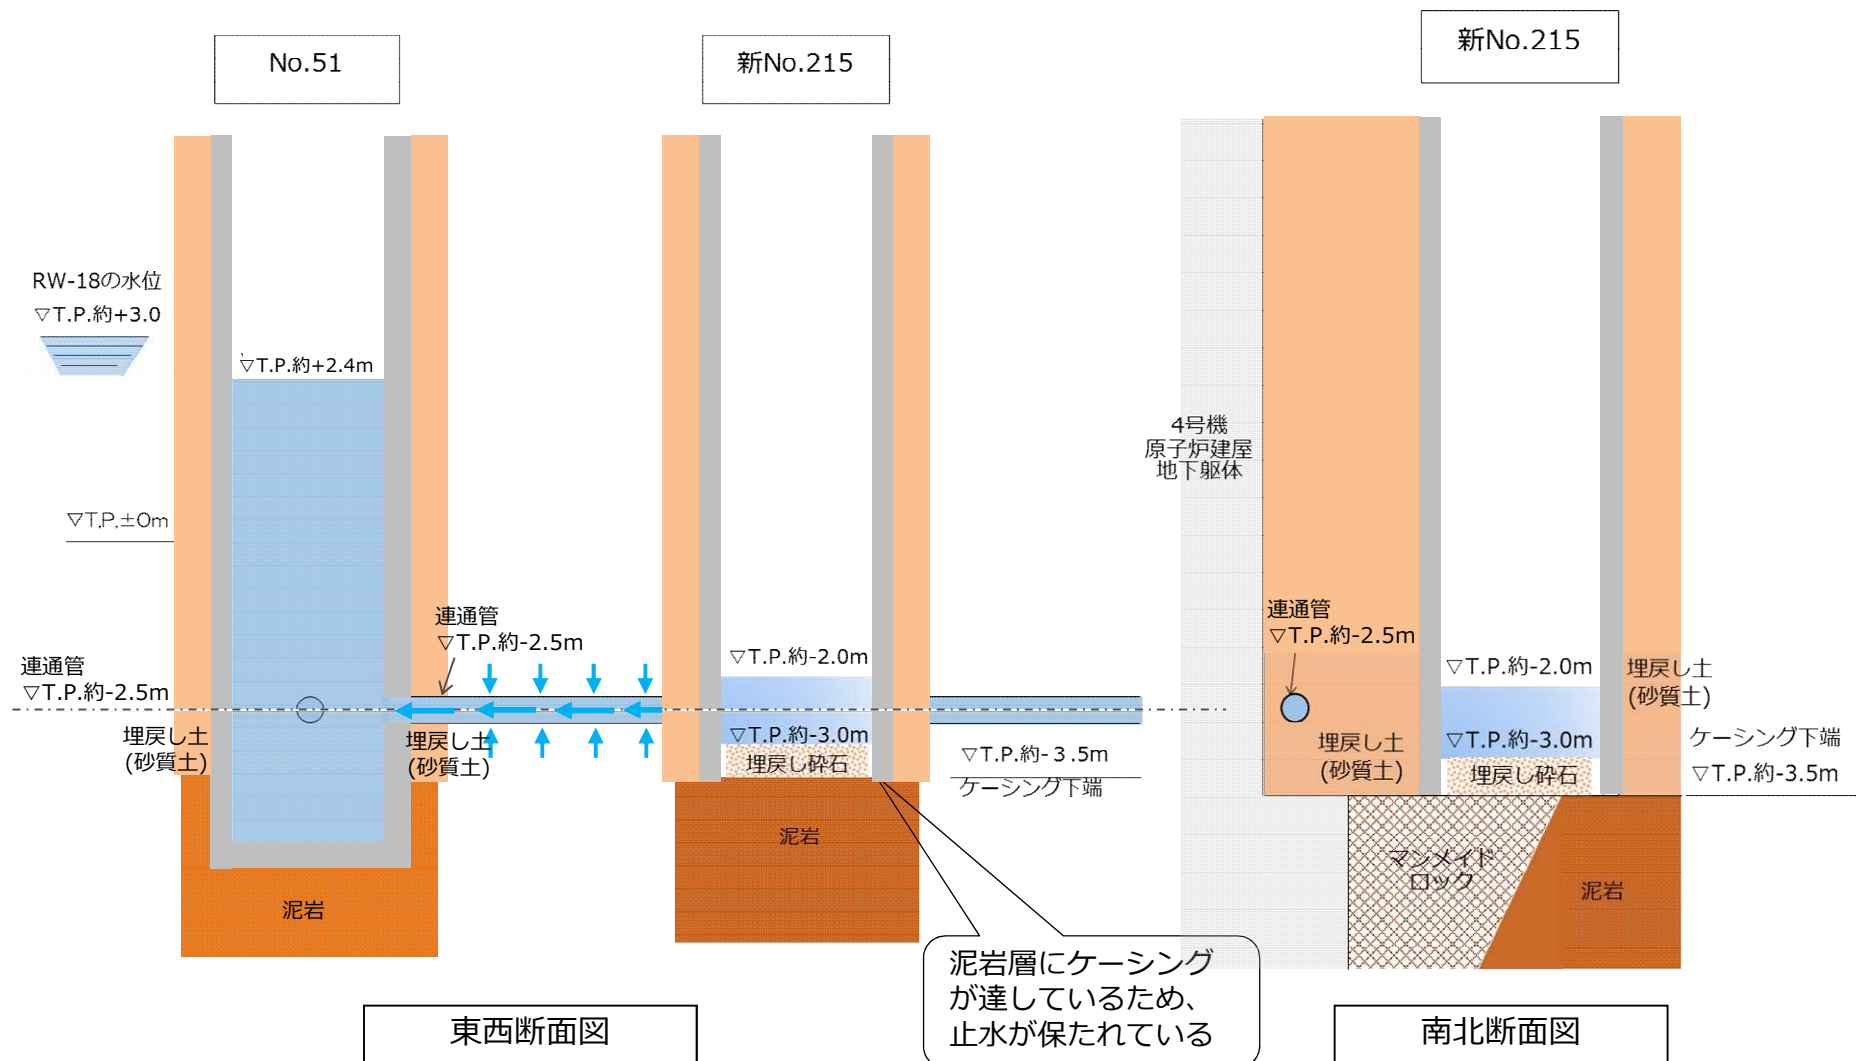 No.51
新No.215
新No.215
RW-18の水位
▽T.P.約+3.0
▽T.P.約+2.4m
4号機
原子炉建屋
地下躯体
▽T.P.±0m
連通管
▽T.P.約-2.5m
連通管
▽T.P.約-2.5m
連通管
▽T.P.約-2.5m
▽T.P.約-2.0m
▽T.P.約-2.0m
埋戻し土
(砂質土)
埋戻し土
(砂質土)
埋戻し土
(砂質土)
▽T.P.約-3.0m
埋戻し砕石
▽T.P.約-３.5m
ケーシング下端
埋戻し土
(砂質土)
▽T.P.約-3.0m
埋戻し砕石
ケーシング下端
▽T.P.約-3.5m
泥岩
泥岩
マンメイド
ロック
泥岩
泥岩層にケーシング
が達しているため、
止水が保たれている
東西断面図
南北断面図